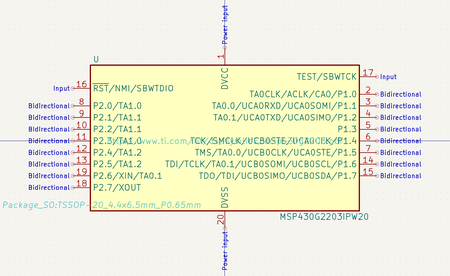 Power input
1
DVCC
U
Input 16 RST/NMI/SBWTDIO
TEST/SBWTCK 17 Input
TA0CLK/ACLK/CA0/P1.0 2 Bidirectional
Bidirectional 8 P2.0/TA1.0
TA0.0/UCA0RXD/UCA0SOMI/P1.1 3 Bidirectional
Bidirectional 9 P2.1/TA1.1
TA0.1/UCA0TXD/UCA0SIMO/P1.2 4 Bidirectional
Bidirectional 10 P2.2/TA1.1
P1.3 5 Bidirectional
Bidirectional 11 P2.3/TA1.0
TCK/SMCLK/UCB0STE/UCA0CLK/P1.4 6 Bidirectional
Bidirectional 12 P2.4/TA1.2
TMS/TA0.0/UCB0CLK/UCA0STE/P1.5 7 Bidirectional
Bidirectional 13 P2.5/TA1.2
TDI/TCLK/TA0.1/UCB0SOMI/UCB0SCL/P1.6 14 Bidirectional
Bidirectional 19 P2.6/XIN/TA0.1
TDO/TDI/UCB0SIMO/UCB0SDA/P1.7 15 Bidirectional
Bidirectional 18 P2.7/XOUT
DVSS
Package_SO:TSSOP-20_4.4x6.5mm_P0.65mm
20
MSP430G2203IPW20
Power input